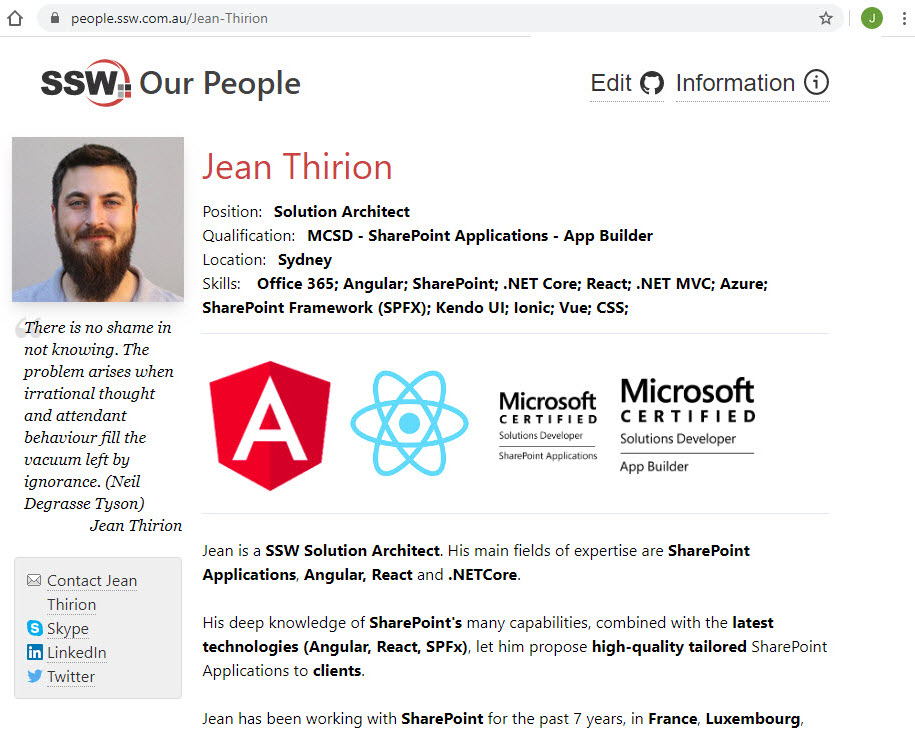 people.ssw.com.au/Jean-Thirion
J
SSW Our People
Edit
Information
Jean Thirion
Position: Solution Architect
Qualification: MCSD - SharePoint Applications - App Builder
Location: Sydney
Skills: Office 365; Angular; SharePoint; .NET Core; React; .NET MVC; Azure;
SharePoint Framework (SPFX); Kendo UI; Ionic; Vue; CSS;
There is no shame in
not knowing. The
problem arises when
irrational thought
and attendant
behaviour fill the
vacuum left by
ignorance. (Neil
Degrasse Tyson)
Jean Thirion
A
Microsoft
CERTIFIED
Solutions Developer
SharePoint Applications
Microsoft
CERTIFIED
Solutions Developer
App Builder
Contact Jean
Thirion
Skype
LinkedIn
Twitter
Jean is a SSW Solution Architect. His main fields of expertise are SharePoint
Applications, Angular, React and .NETCore.
His deep knowledge of SharePoint's many capabilities, combined with the latest
technologies (Angular, React, SPFx), let him propose high-quality tailored SharePoint
Applications to clients.
Jean has been working with SharePoint for the past 7 years, in France, Luxembourg,